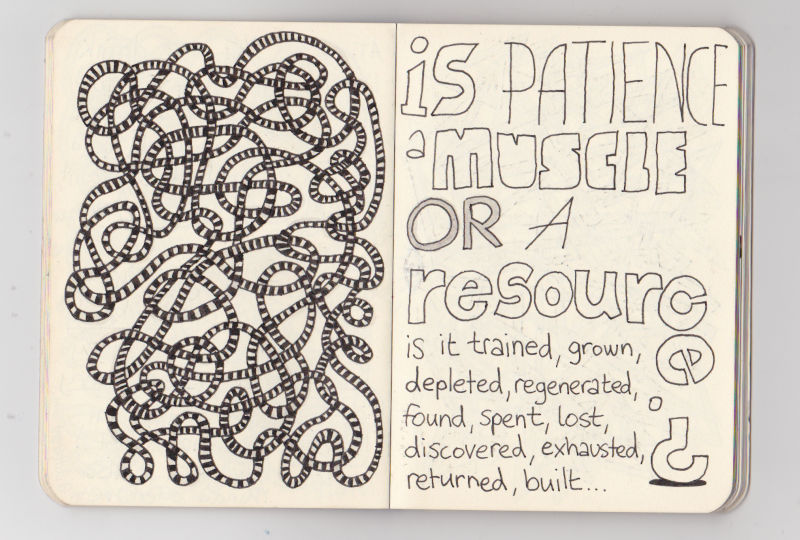 is PATIENCE
a MUSCLE
OR A
resource
is it trained, grown,
depleted, regenerated,
found, spent, lost,
discovered, exhausted,
returned, built...
¿